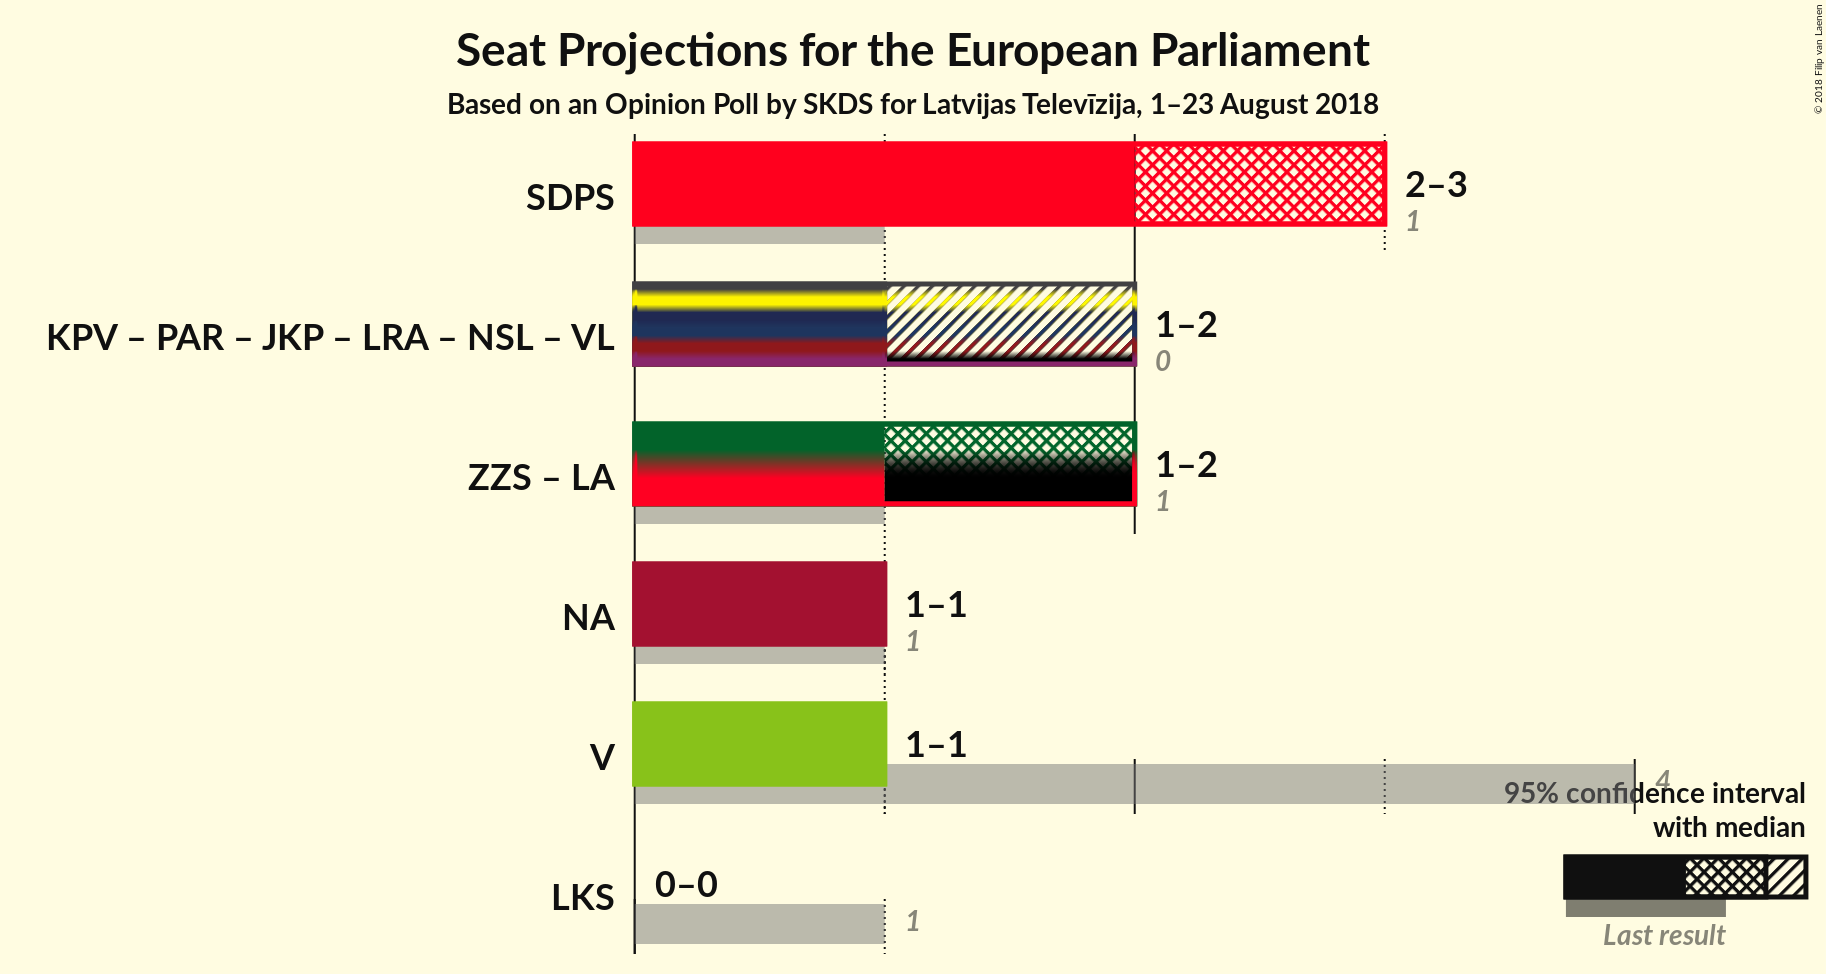 Seat Projections for the European Parliament
Based on an Opinion Poll by SKDS for Latvijas Televīzija, 1–23 August 2018
© 2018 Filip van Laenen
SDPS
2–3
1
KPV – PAR – JKP – LRA – NSL – VL
1–2
0
ZZS – LA
1–2
1
NA
1–1
1
V
1–1
4
LKS
0–0
1
95% confidence interval
with median
Last result